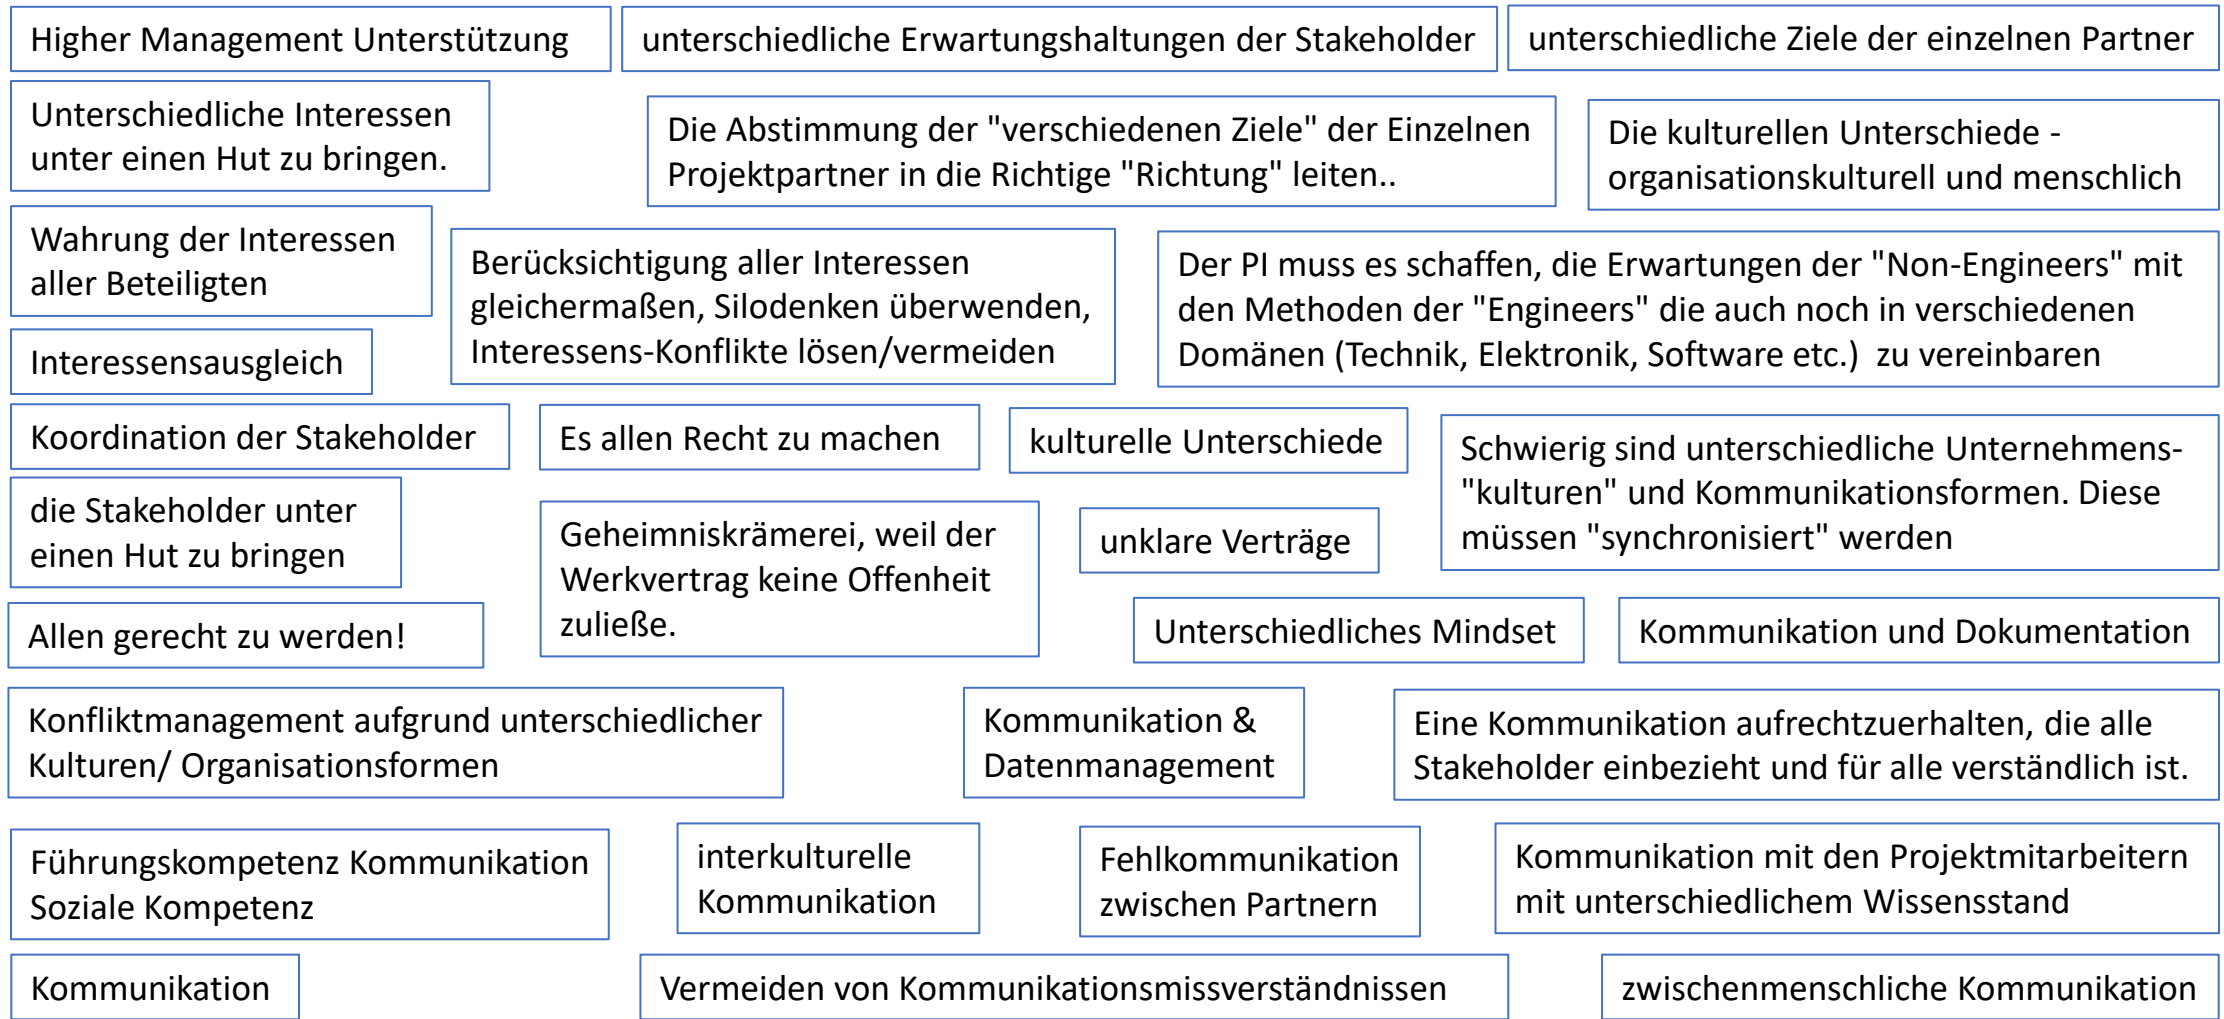 Higher Management Unterstützung
unterschiedliche Erwartungshaltungen der Stakeholder
unterschiedliche Ziele der einzelnen Partner
Unterschiedliche Interessen
unter einen Hut zu bringen.
Die Abstimmung der "verschiedenen Ziele" der Einzelnen
Projektpartner in die Richtige "Richtung" leiten..
Die kulturellen Unterschiede -
organisationskulturell und menschlich
Wahrung der Interessen
aller Beteiligten
Berücksichtigung aller Interessen
gleichermaßen, Silodenken überwenden,
Interessens-Konflikte lösen/vermeiden
Der PI muss es schaffen, die Erwartungen der "Non-Engineers" mit
den Methoden der "Engineers" die auch noch in verschiedenen
Domänen (Technik, Elektronik, Software etc.)  zu vereinbaren
Interessensausgleich
Koordination der Stakeholder
Es allen Recht zu machen
kulturelle Unterschiede
Schwierig sind unterschiedliche Unternehmens-
"kulturen" und Kommunikationsformen. Diese
müssen "synchronisiert" werden
die Stakeholder unter
einen Hut zu bringen
Geheimniskrämerei, weil der
Werkvertrag keine Offenheit
zuließe.
unklare Verträge
Allen gerecht zu werden!
Unterschiedliches Mindset
Kommunikation und Dokumentation
Konfliktmanagement aufgrund unterschiedlicher
Kulturen/ Organisationsformen
Kommunikation &
Datenmanagement
Eine Kommunikation aufrechtzuerhalten, die alle
Stakeholder einbezieht und für alle verständlich ist.
Führungskompetenz Kommunikation
Soziale Kompetenz
interkulturelle
Kommunikation
Fehlkommunikation
zwischen Partnern
Kommunikation mit den Projektmitarbeitern
mit unterschiedlichem Wissensstand
Kommunikation
Vermeiden von Kommunikationsmissverständnissen
zwischenmenschliche Kommunikation